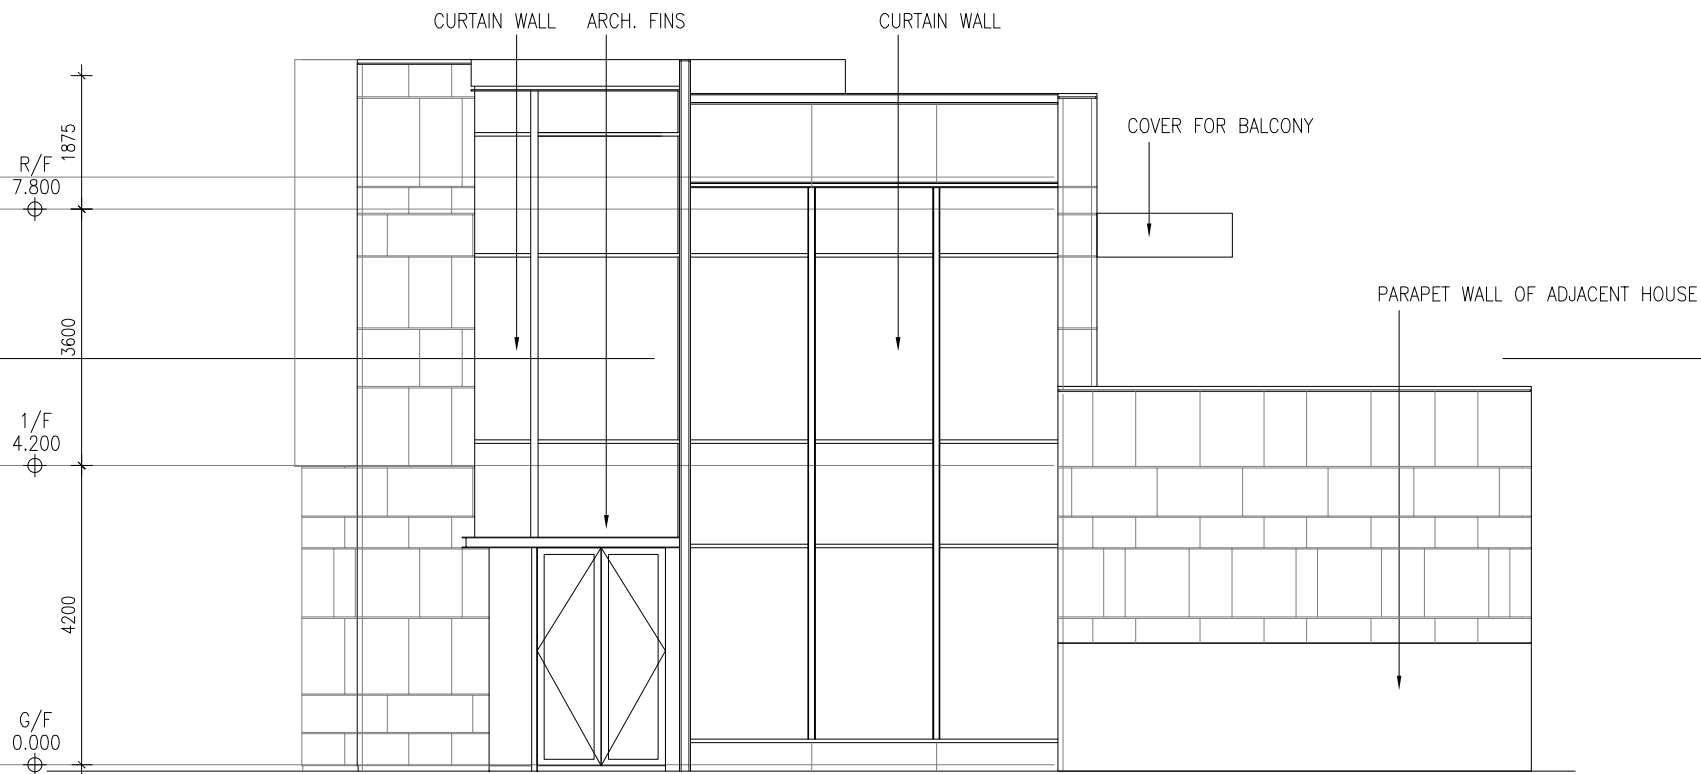 CURTAIN WALL
ARCH. FINS
CURTAIN WALL
COVER FOR BALCONY
1875
R/F
7.800
PARAPET WALL OF ADJACENT HOUSE
3600
1/F
4.200
4200
G/F
0.000